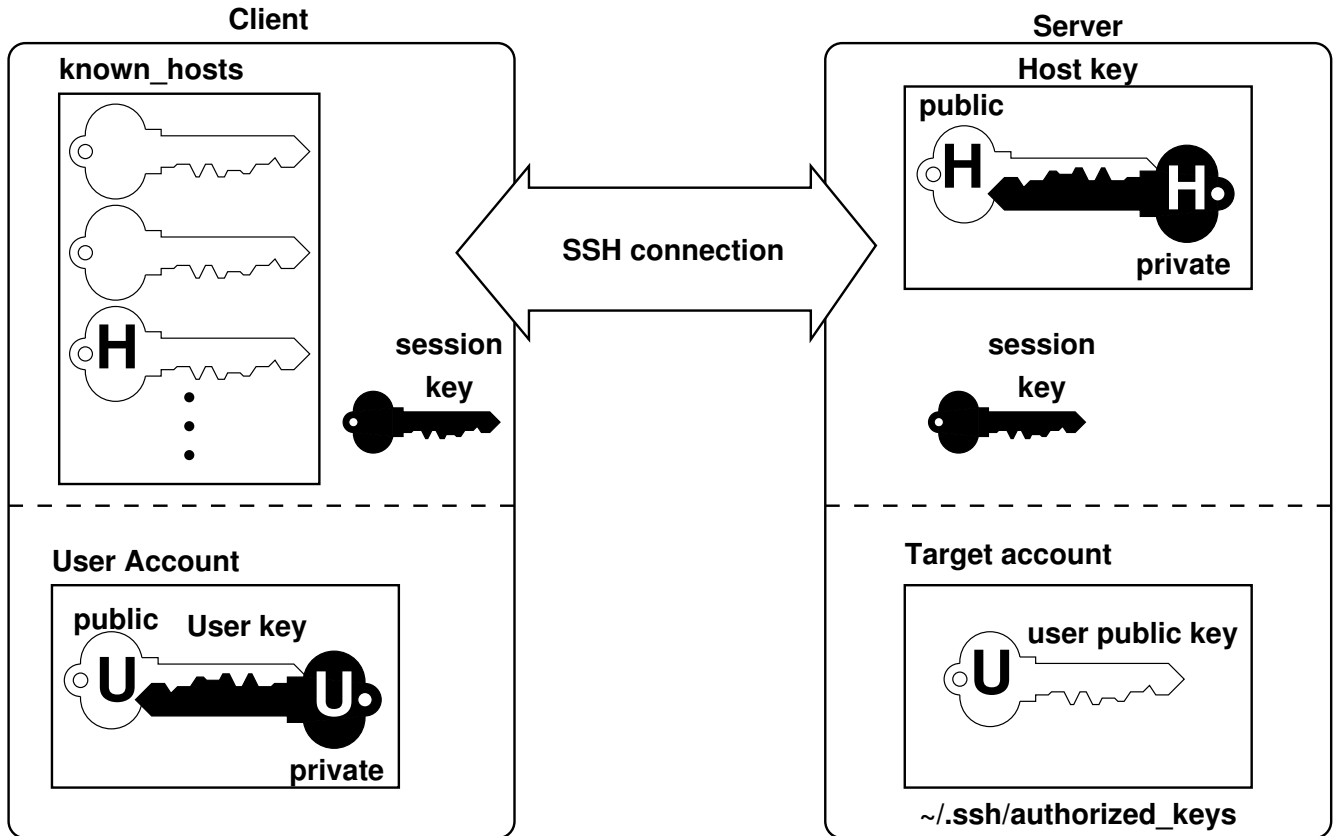 Client
known_hosts
H
session
key
User Account
public
User key
U
U
private
SSH connection
Server
Host key
public
H
H
private
session
key
Target account
user public key
U
~/.ssh/authorized_keys